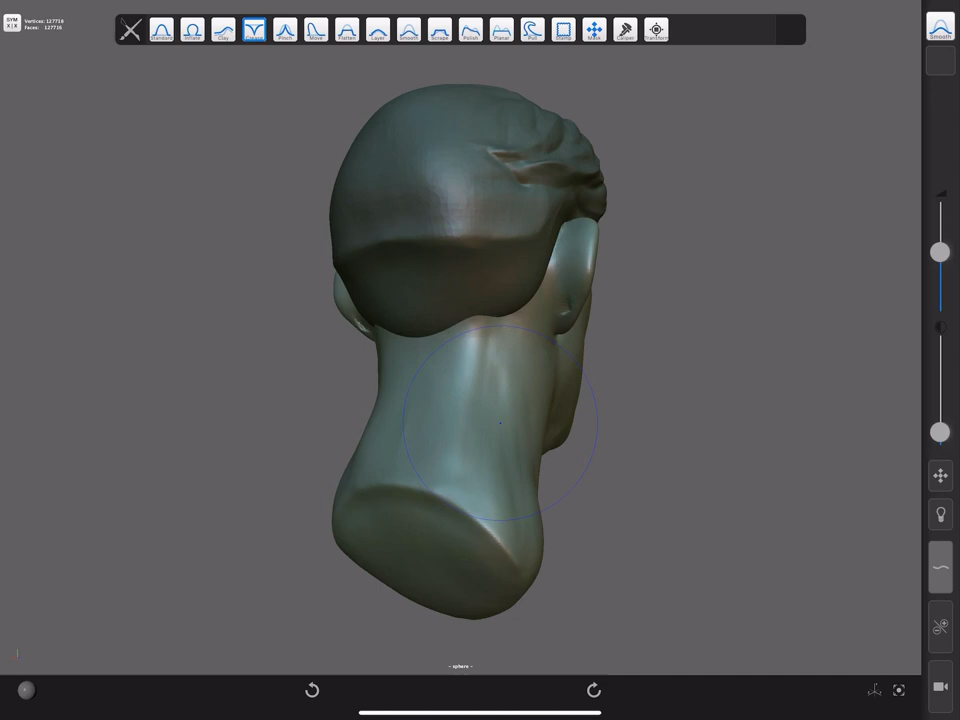 SYM
Vertices: 127716
Faces: 127716
Standard
Inflate
Clay
Crease
Pinch
Move
Flatten
Layer
Smooth
Scrape
Polish
Planar
Pull
Stamp
Mask
Caliper
Transform
Smooth
- sphere -